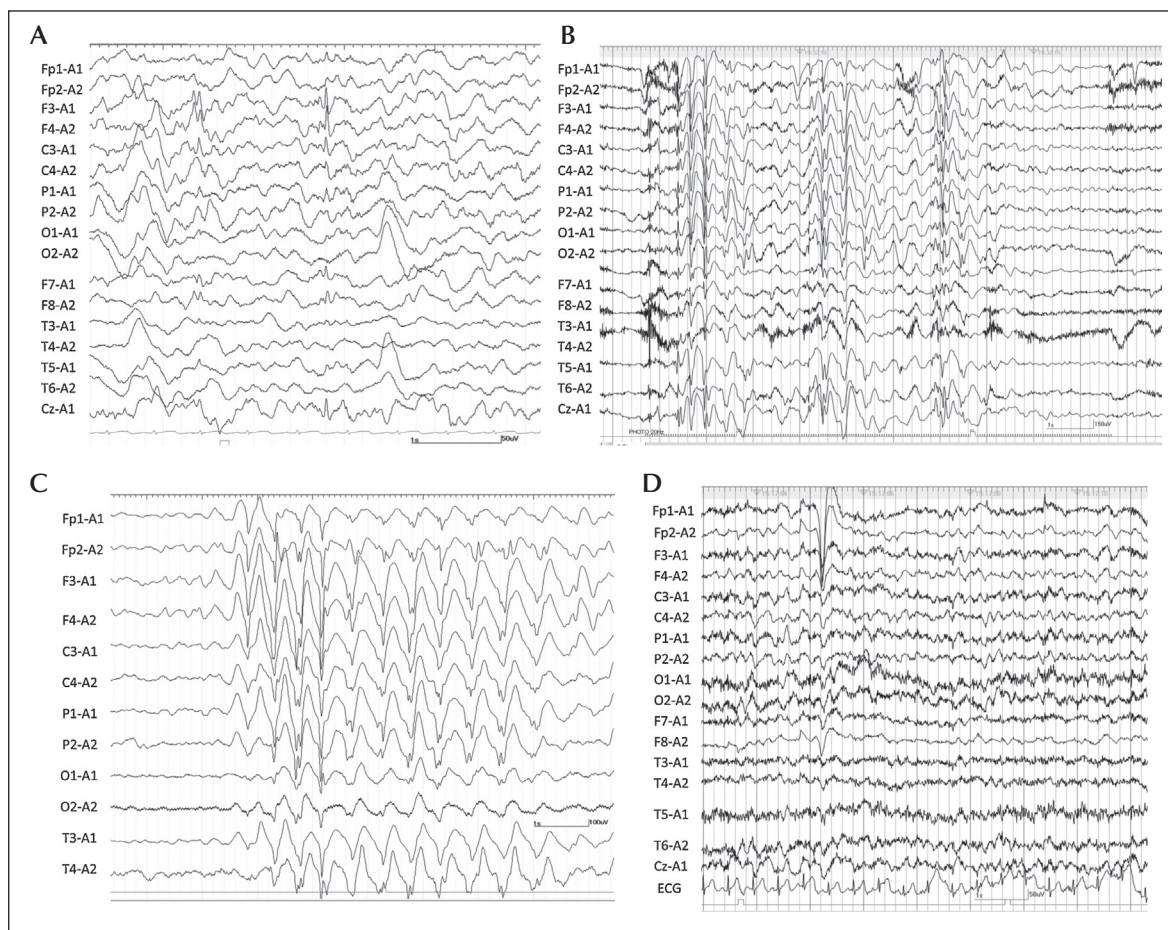 A
Fp1-A1
Fp2-A2
F3-A1
F4-A2
C3-A1
C4-A2
P1-A1
P2-A2
O1-A1
O2-A2
F7-A1
F8-A2
T3-A1
T4-A2
T5-A1
T6-A2
Cz-A1
1s 50uV
B
Fp1-A1
Fp2-A2
F3-A1
F4-A2
C3-A1
C4-A2
P1-A1
P2-A2
O1-A1
O2-A2
F7-A1
F8-A2
T3-A1
T4-A2
T5-A1
T6-A2
Cz-A1
PHOTO 20Hz
1s 150uV
C
Fp1-A1
Fp2-A2
F3-A1
F4-A2
C3-A1
C4-A2
P1-A1
P2-A2
O1-A1
O2-A2
1s 100uV
T3-A1
T4-A2
D
Fp1-A1
Fp2-A2
F3-A1
F4-A2
C3-A1
C4-A2
P1-A1
P2-A2
O1-A1
O2-A2
F7-A1
F8-A2
T3-A1
T4-A2
T5-A1
T6-A2
Cz-A1
ECG
1s 50uV